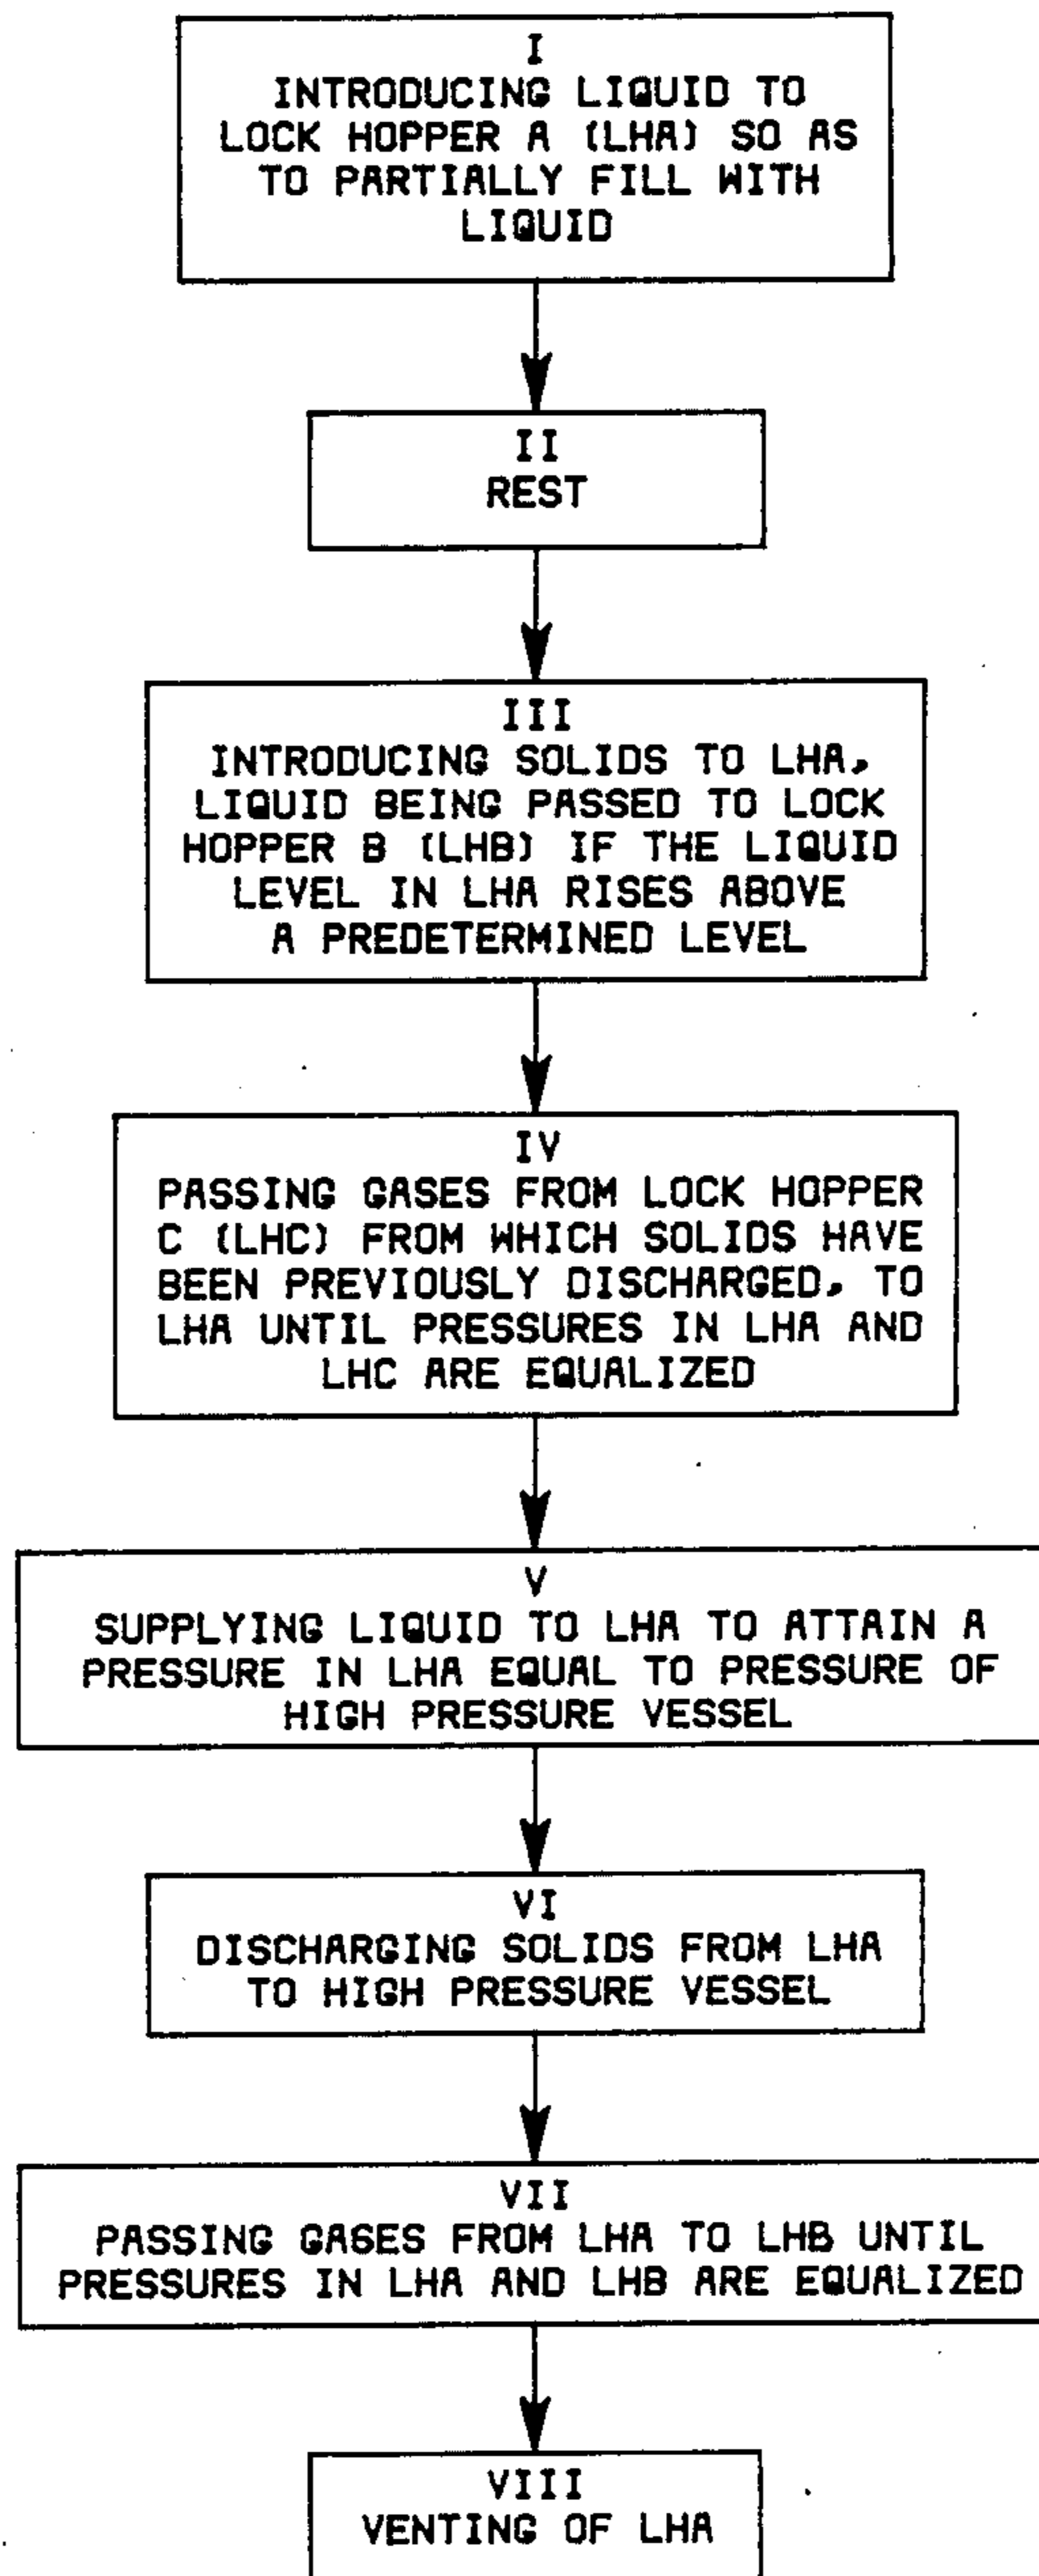 I
INTRODUCING LIQUID TO
LOCK HOPPER A (LHA) SO AS
TO PARTIALLY FILL WITH
LIQUID
II
REST
III
INTRODUCING SOLIDS TO LHA,
LIQUID BEING PASSED TO LOCK
HOPPER B (LHB) IF THE LIQUID
LEVEL IN LHA RISES ABOVE
A PREDETERMINED LEVEL
IV
PASSING GASES FROM LOCK HOPPER
C (LHC) FROM WHICH SOLIDS HAVE
BEEN PREVIOUSLY DISCHARGED, TO
LHA UNTIL PRESSURES IN LHA AND
LHC ARE EQUALIZED
V
SUPPLYING LIQUID TO LHA TO ATTAIN A
PRESSURE IN LHA EQUAL TO PRESSURE OF
HIGH PRESSURE VESSEL
VI
DISCHARGING SOLIDS FROM LHA
TO HIGH PRESSURE VESSEL
VII
PASSING GASES FROM LHA TO LHB UNTIL
PRESSURES IN LHA AND LHB ARE EQUALIZED
VIII
VENTING OF LHA